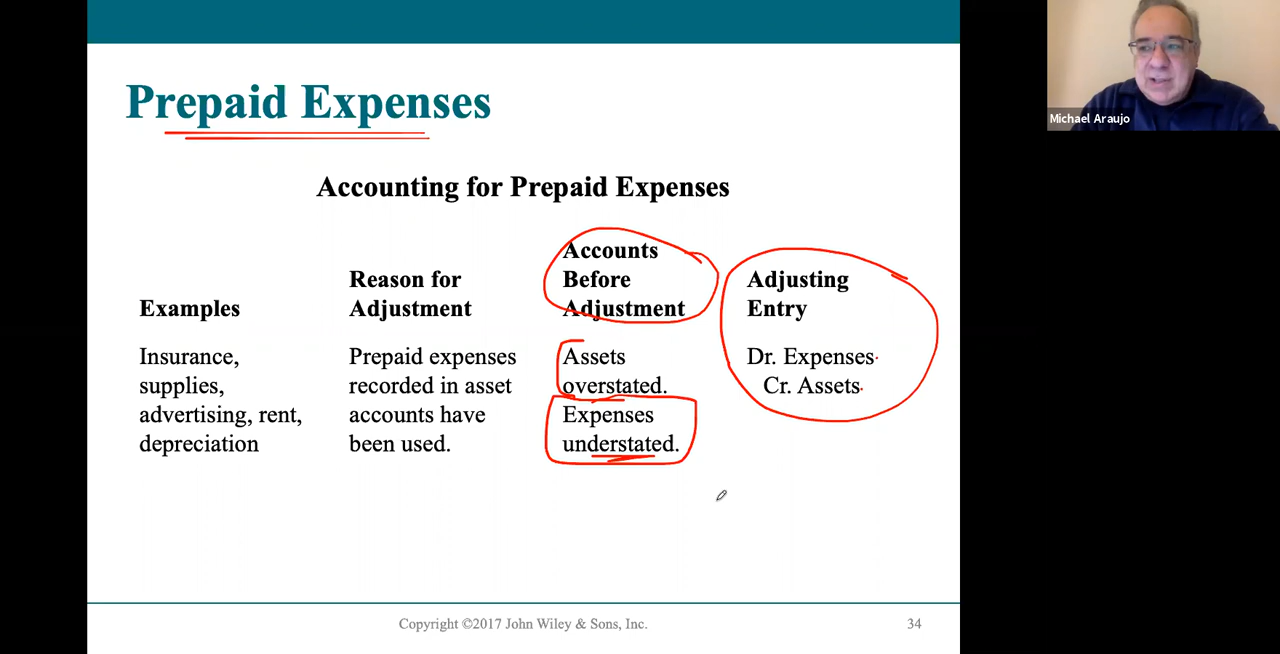 Prepaid Expenses
Michael Araujo
Accounting for Prepaid Expenses
Examples
Reason for
Adjustment
Accounts
Before
Adjustment
Adjusting
Entry
Insurance,
supplies,
advertising, rent,
depreciation
Prepaid expenses
recorded in asset
accounts have
been used.
Assets
overstated.
Expenses
understated.
Dr. Expenses
Cr. Assets
Copyright ©2017 John Wiley & Sons, Inc.
34